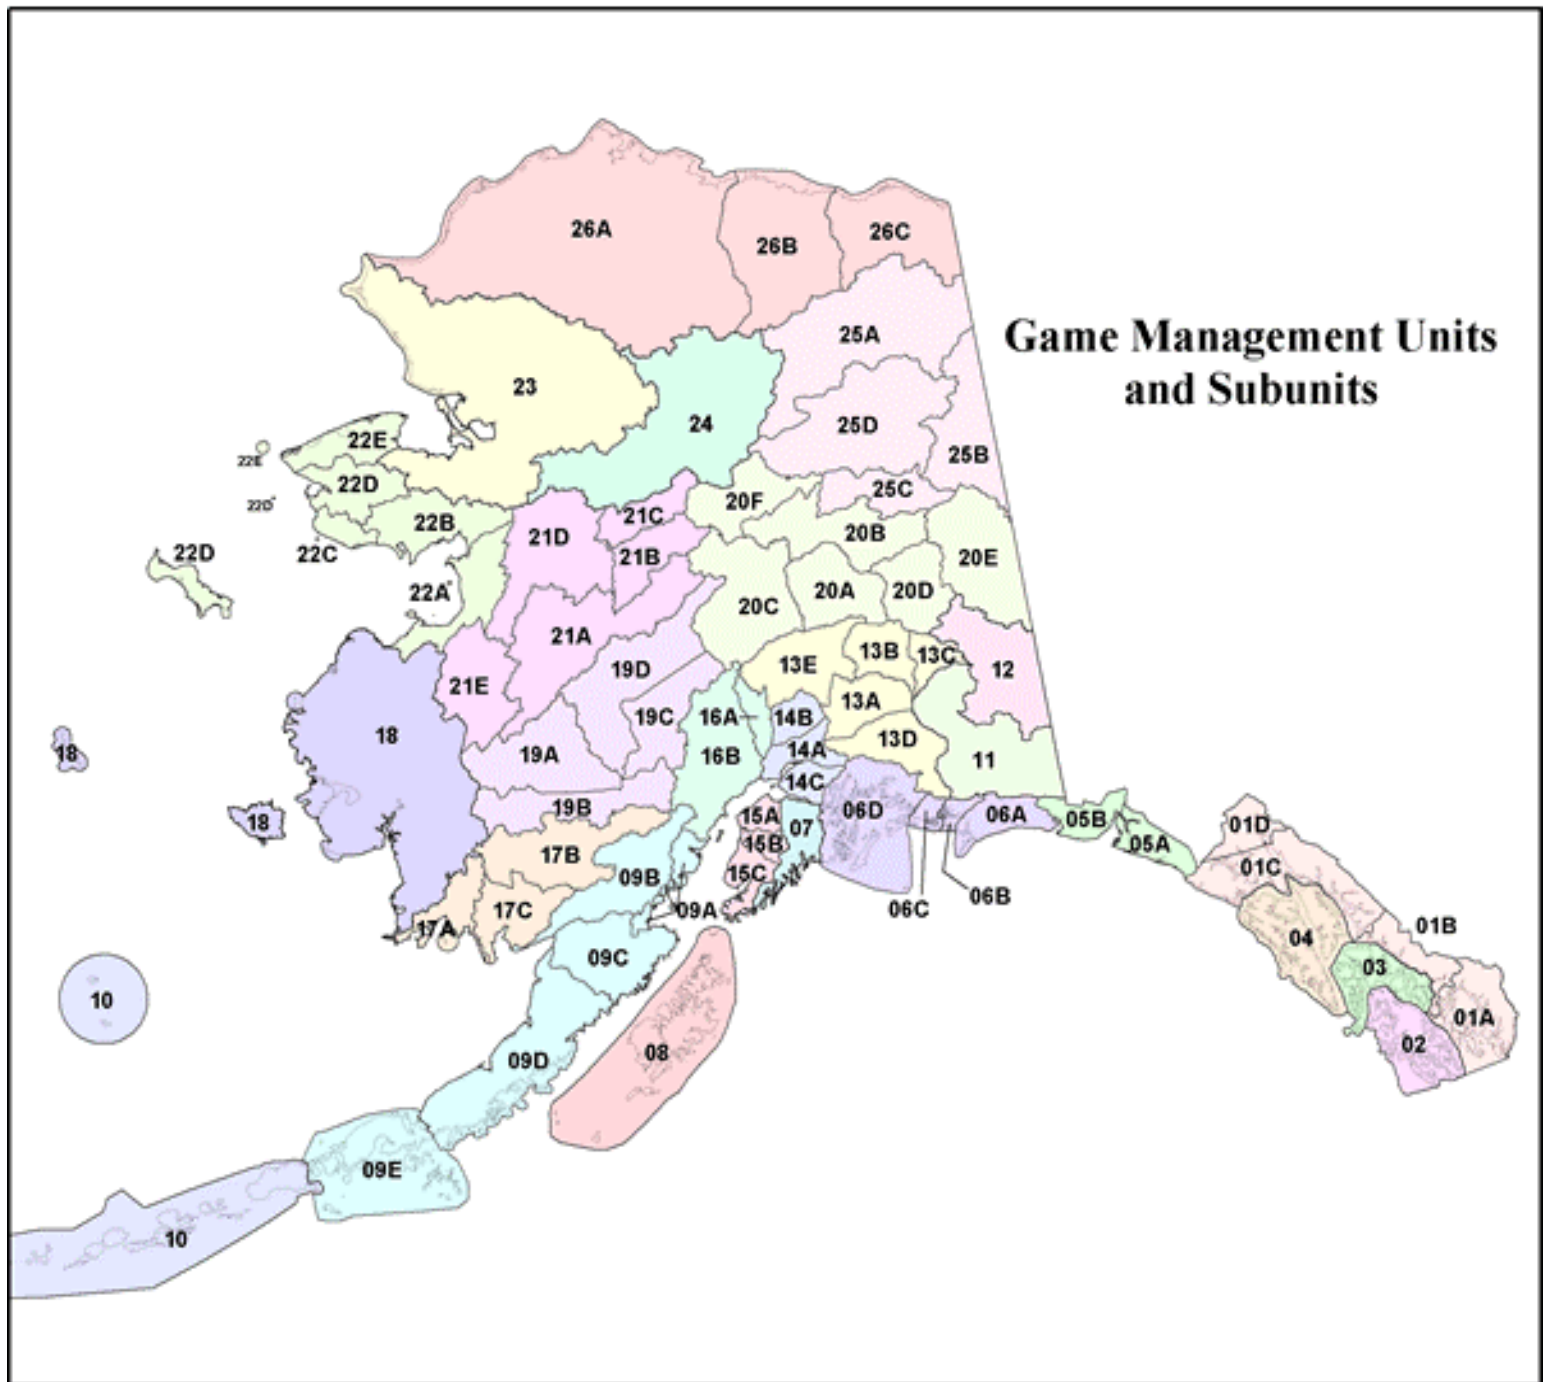 Game Management Units
and Subunits
26A
26B
26C
25A
23
24
25D
22E
22E
25B
22D
25C
22D
20F
21C
22B
20B
21D
22C
22D
21B
20E
22A
20A
20D
20C
21A
13B
13C
13E
19D
12
21E
13A
19C
16A
14B
18
13D
18
14A
19A
16B
11
14C
19B
15A
06D
06A
05B
18
07
01D
15B
05A
17B
01C
15C
09B
06B
06C
17C
09A
01B
17A
04
09C
03
10
01A
02
08
09D
09E
10